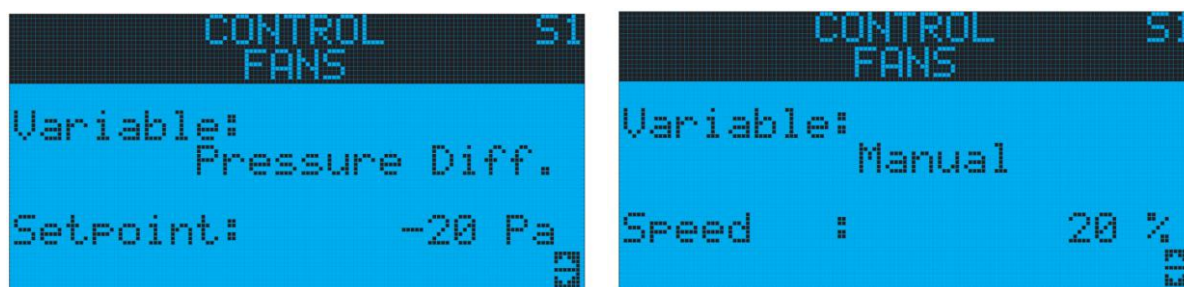 CONTROL S1
FANS
Variable:
Pressure Diff.
Setpoint: -20 Pa
CONTROL S1
FANS
Variable:
Manual
Speed : 20 %